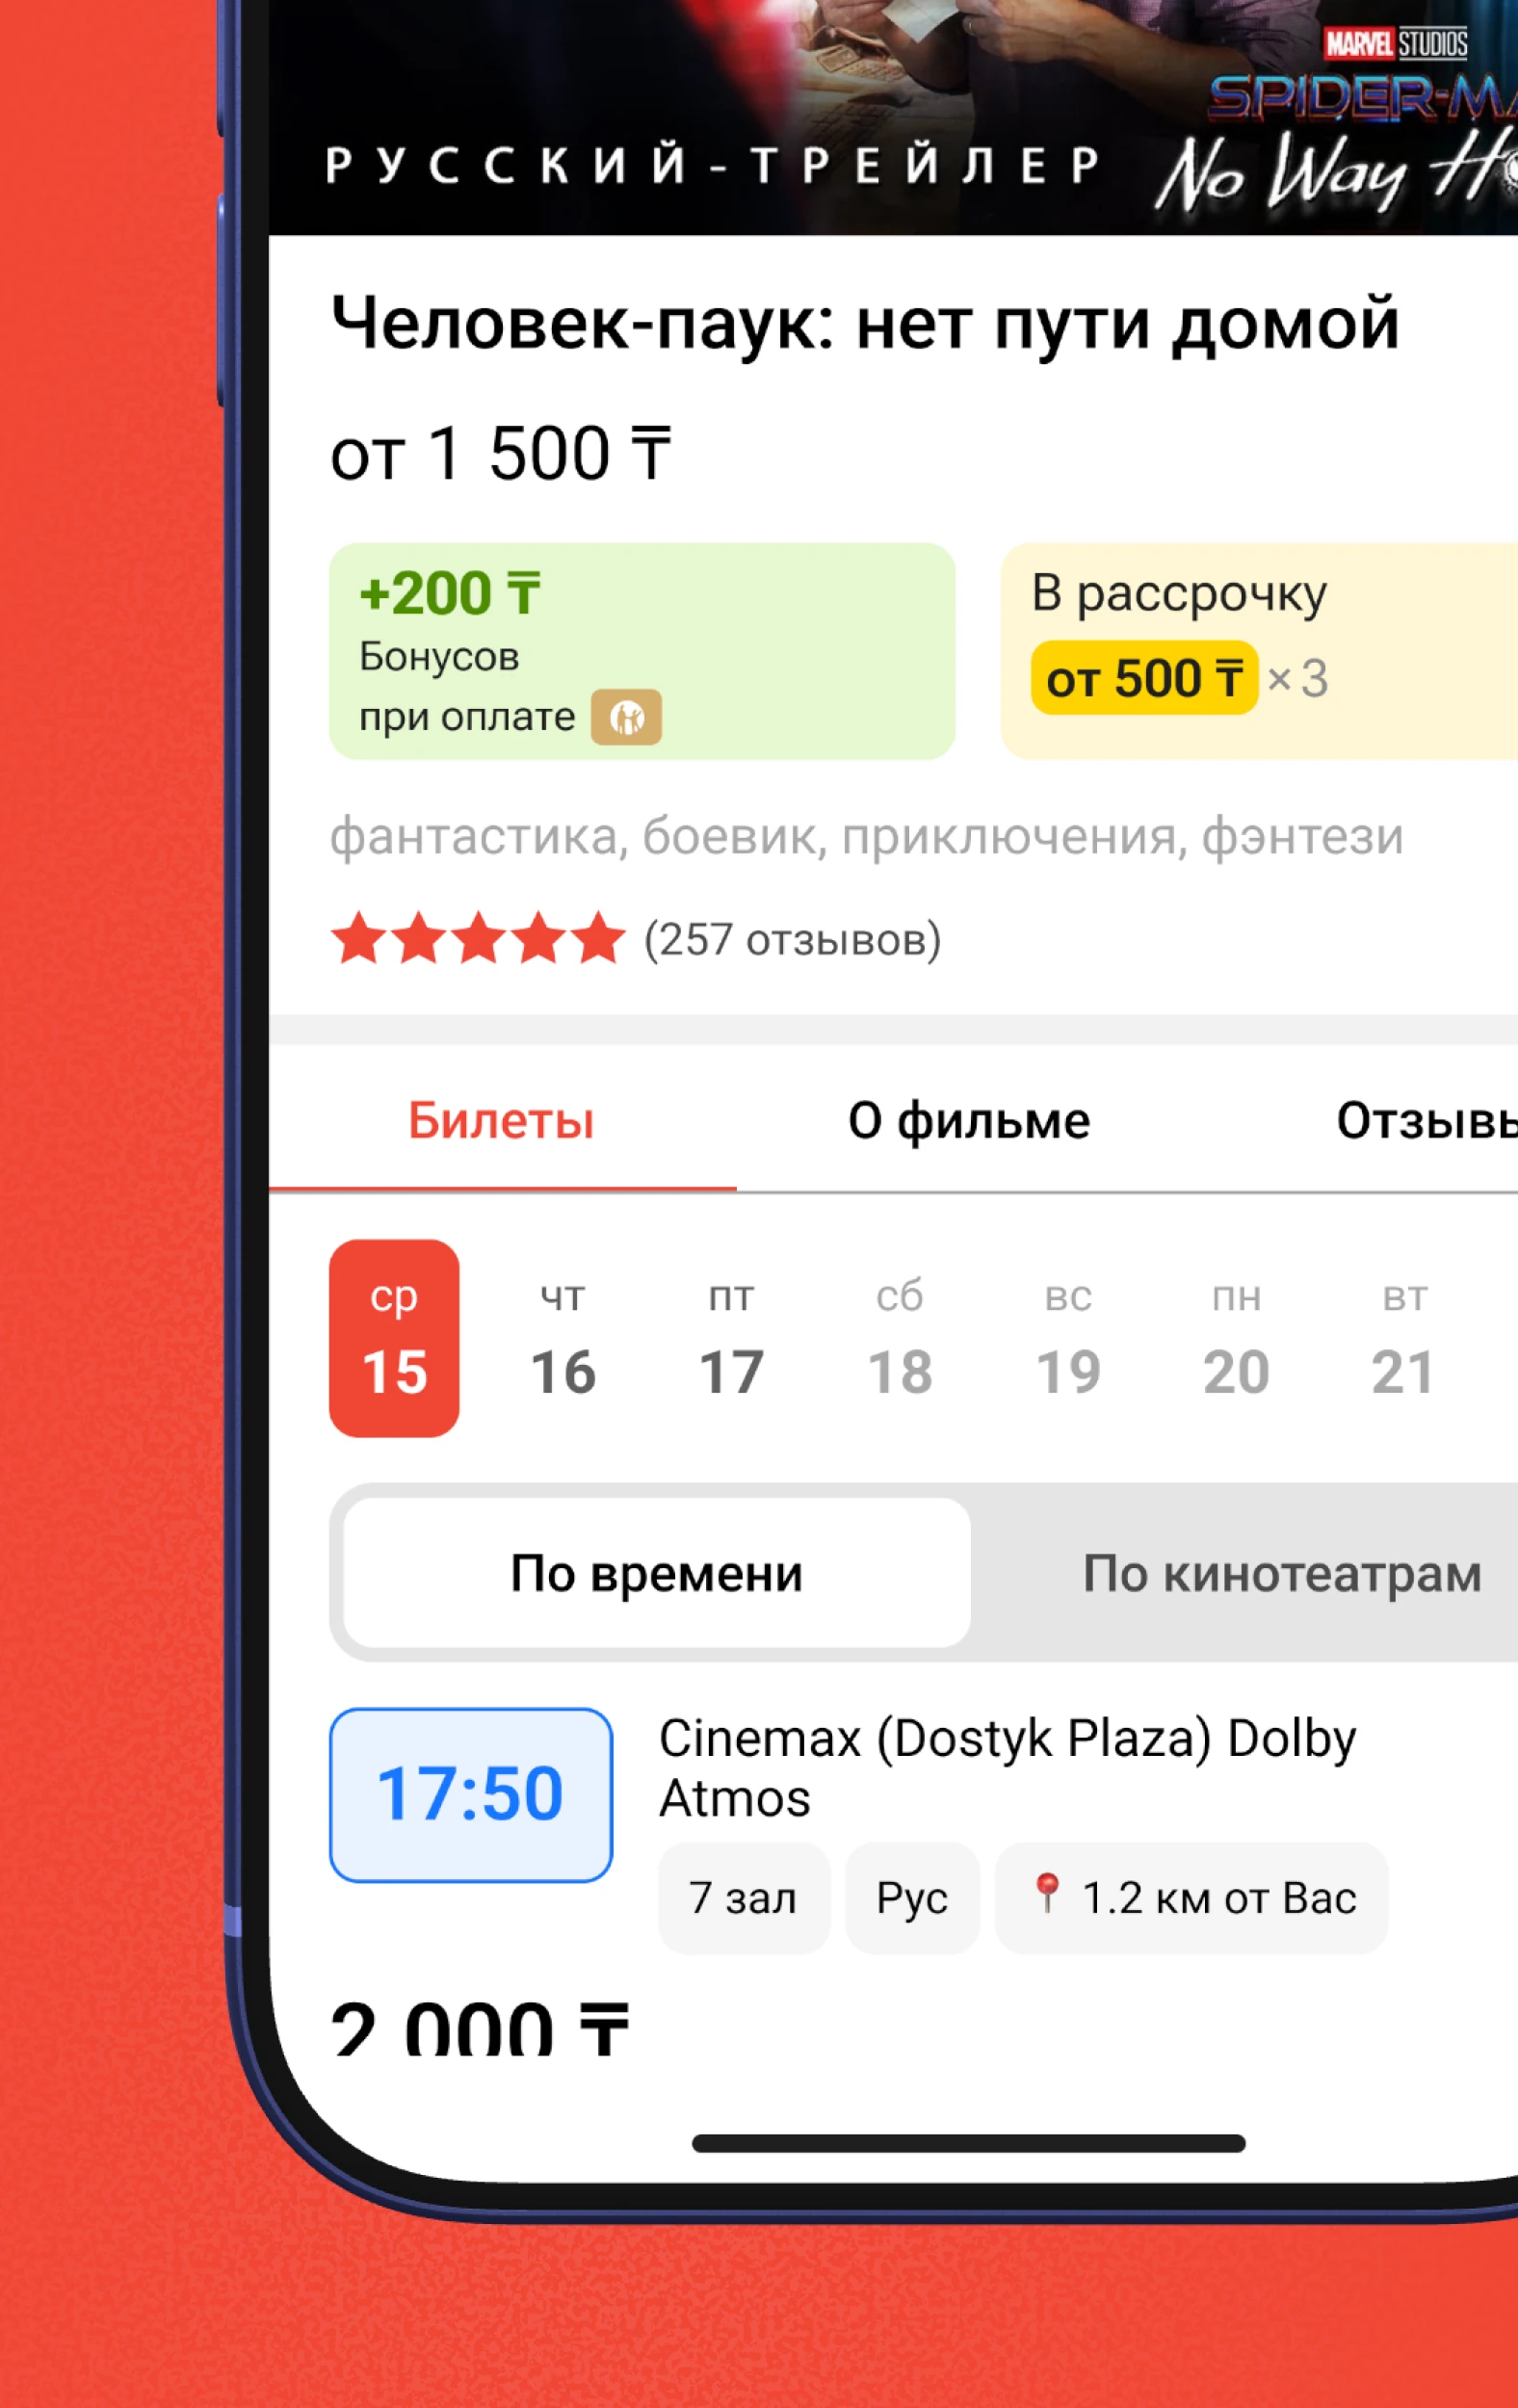 MARVEL STUDIOS
SPIDER-MA
РУССКИЙ-ТРЕЙЛЕР
No Way Ho
Человек-паук: нет пути домой
от 1 500 ₸
+200 ₸
Бонусов
при оплате
В рассрочку
от 500 ₸ × 3
фантастика, боевик, приключения, фэнтези
(257 отзывов)
Билеты О фильме Отзывы
ср чт пт сб вс пн вт
15 16 17 18 19 20 21
По времени По кинотеатрам
17:50
Cinemax (Dostyk Plaza) Dolby
Atmos
7 зал Рус 1.2 км от Вас
2 000 ₸